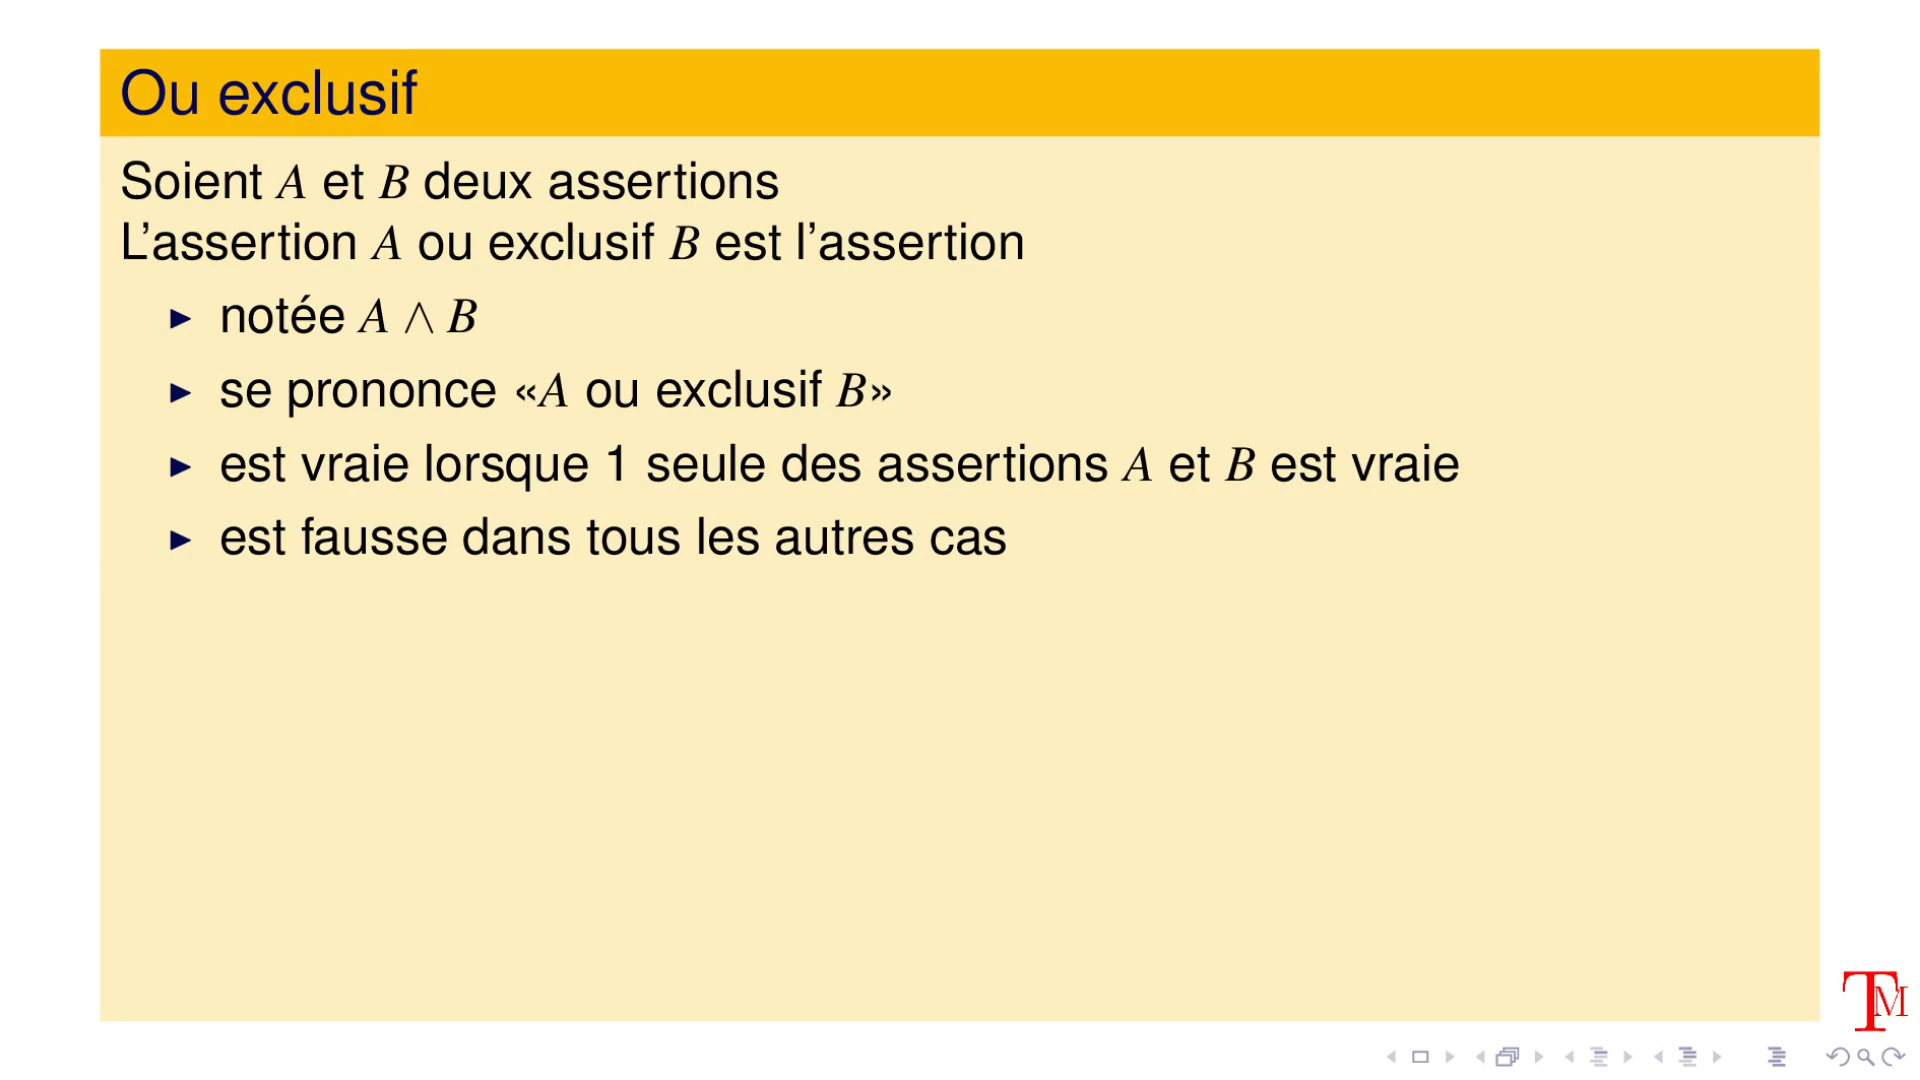 Ou exclusif
Soient A et B deux assertions
L'assertion A ou exclusif B est l'assertion
▶ notée A ∧ B
▶ se prononce «A ou exclusif B»
▶ est vraie lorsque 1 seule des assertions A et B est vraie
▶ est fausse dans tous les autres cas
TM